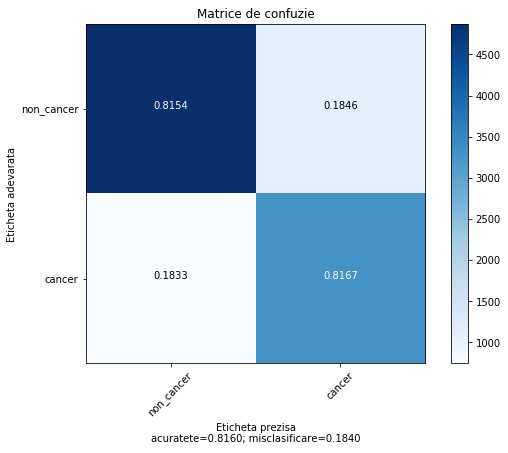 Matrice de confuzie
Eticheta adevarata
non_cancer
0.8154
0.1846
cancer
0.1833
0.8167
non_cancer
cancer
Eticheta prezisa
acuratete=0.8160; misclasificare=0.1840
4500
4000
3500
3000
2500
2000
1500
1000